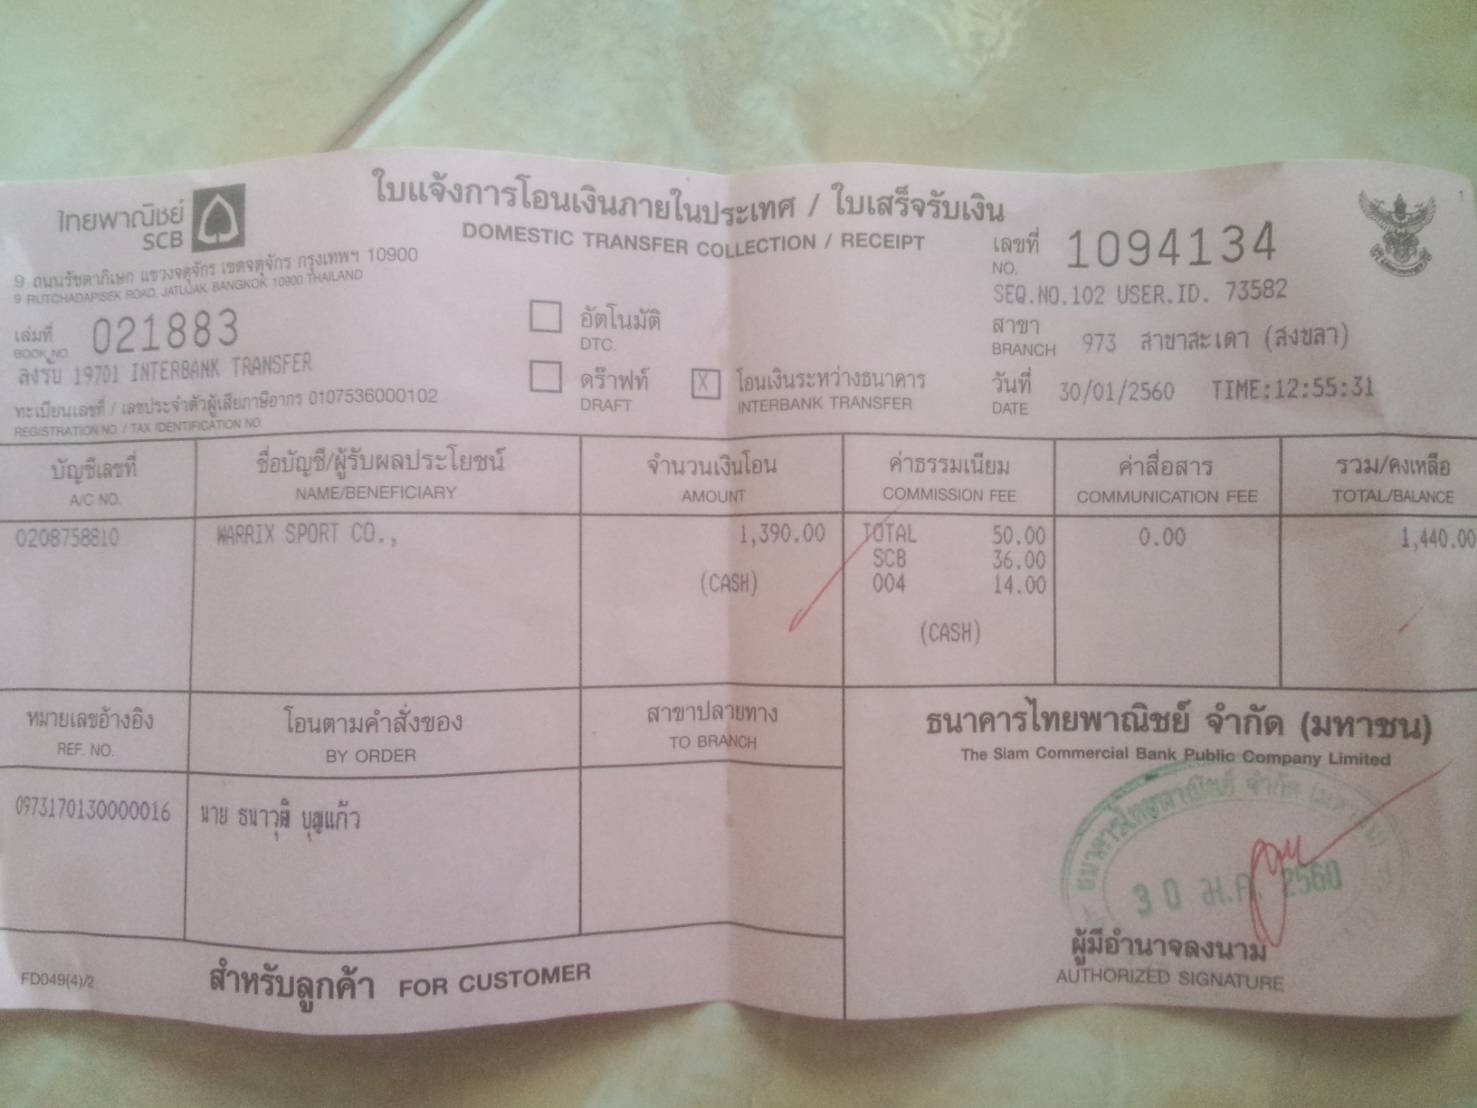 ไทยพาณิชย์
SCB
ใบแจ้งการโอนเงินภายในประเทศ / ใบเสร็จรับเงิน
DOMESTIC TRANSFER COLLECTION / RECEIPT
1
9 ถนนรัชดาภิเษก แขวงจตุจักร เขตจตุจักร กรุงเทพฯ 10900
9 RUTCHADAPISEK ROAD, JATUJAK, BANGKOK 10900 THAILAND
เลขที่ 1094134
NO.
SEQ.NO.102 USER.ID. 73582
เล่มที่ 021883
BOOK NO.
ลงรับ 19701 INTERBANK TRANSFER
ทะเบียนเลขที่ / เลขประจำตัวผู้เสียภาษีอากร 0107536000102
REGISTRATION NO. / TAX IDENTIFICATION NO.
อัตโนมัติ
DTC.
ดร๊าฟท์
DRAFT
X โอนเงินระหว่างธนาคาร
INTERBANK TRANSFER
สาขา
BRANCH 973 สาขาสะเดา (สงขลา)
วันที่
DATE 30/01/2560 TIME:12:55:31
บัญชีเลขที่ ชื่อบัญชี/ผู้รับผลประโยชน์ จำนวนเงินโอน ค่าธรรมเนียม ค่าสื่อสาร รวม/คงเหลือ
A/C NO. NAME/BENEFICIARY AMOUNT COMMISSION FEE COMMUNICATION FEE TOTAL/BALANCE
0208758810 WARRIX SPORT CO., 1,390.00 TOTAL 50.00 0.00 1,440.00
SCB 36.00
(CASH) 004 14.00
(CASH)
หมายเลขอ้างอิง โอนตามคำสั่งของ สาขาปลายทาง
REF. NO. BY ORDER TO BRANCH
0973170130000016 นาย ธนาวุฒิ บุญแก้ว
ธนาคารไทยพาณิชย์ จำกัด (มหาชน)
The Siam Commercial Bank Public Company Limited
ธนาคารไทยพาณิชย์ จำกัด (มหาชน)
30 ม.ค. 2560
ผู้มีอำนาจลงนาม
AUTHORIZED SIGNATURE
FD049(4)/2 สำหรับลูกค้า FOR CUSTOMER